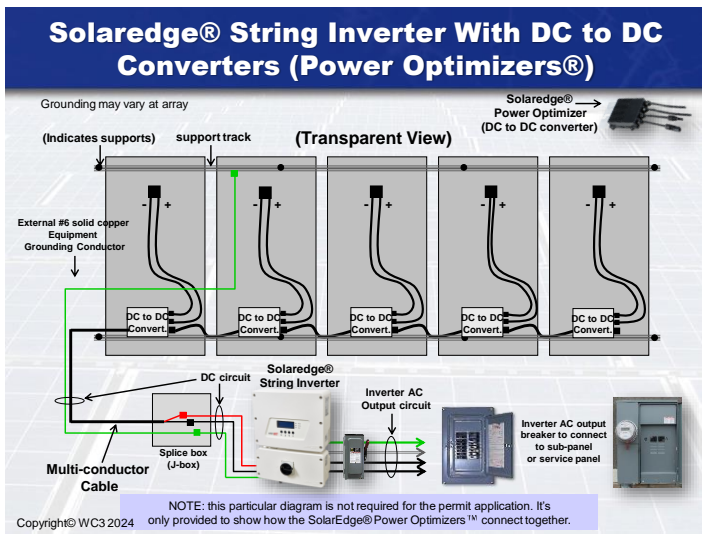 Solaredge® String Inverter With DC to DC
Converters (Power Optimizers®)
Grounding may vary at array
Solaredge®
Power Optimizer
(DC to DC converter)
(Indicates supports)
support track
(Transparent View)
- +
- +
- +
- +
- +
External #6 solid copper
Equipment
Grounding Conductor
DC to DC
Convert.
DC to DC
Convert.
DC to DC
Convert.
DC to DC
Convert.
DC to DC
Convert.
DC circuit
Solaredge®
String Inverter
Inverter AC
Output circuit
Inverter AC output
breaker to connect
to sub-panel
or service panel
Splice box
(J-box)
Multi-conductor
Cable
NOTE: this particular diagram is not required for the permit application. It's
only provided to show how the SolarEdge® Power Optimizers™ connect together.
Copyright© WC3 2024